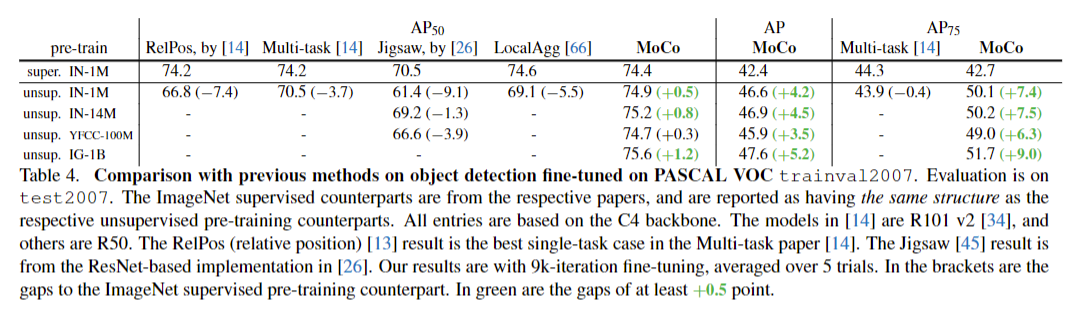 AP50 AP AP75
pre-train RelPos, by [14] Multi-task [14] Jigsaw, by [26] LocalAgg [66] MoCo MoCo Multi-task [14] MoCo
super. IN-1M 74.2 74.2 70.5 74.6 74.4 42.4 44.3 42.7
unsup. IN-1M 66.8 (−7.4) 70.5 (−3.7) 61.4 (−9.1) 69.1 (−5.5) 74.9 (+0.5) 46.6 (+4.2) 43.9 (−0.4) 50.1 (+7.4)
unsup. IN-14M - - 69.2 (−1.3) - 75.2 (+0.8) 46.9 (+4.5) - 50.2 (+7.5)
unsup. YFCC-100M - - 66.6 (−3.9) - 74.7 (+0.3) 45.9 (+3.5) - 49.0 (+6.3)
unsup. IG-1B - - - - 75.6 (+1.2) 47.6 (+5.2) - 51.7 (+9.0)
Table 4. Comparison with previous methods on object detection fine-tuned on PASCAL VOC trainval2007. Evaluation is on
test2007. The ImageNet supervised counterparts are from the respective papers, and are reported as having the same structure as the
respective unsupervised pre-training counterparts. All entries are based on the C4 backbone. The models in [14] are R101 v2 [34], and
others are R50. The RelPos (relative position) [13] result is the best single-task case in the Multi-task paper [14]. The Jigsaw [45] result is
from the ResNet-based implementation in [26]. Our results are with 9k-iteration fine-tuning, averaged over 5 trials. In the brackets are the
gaps to the ImageNet supervised pre-training counterpart. In green are the gaps of at least +0.5 point.